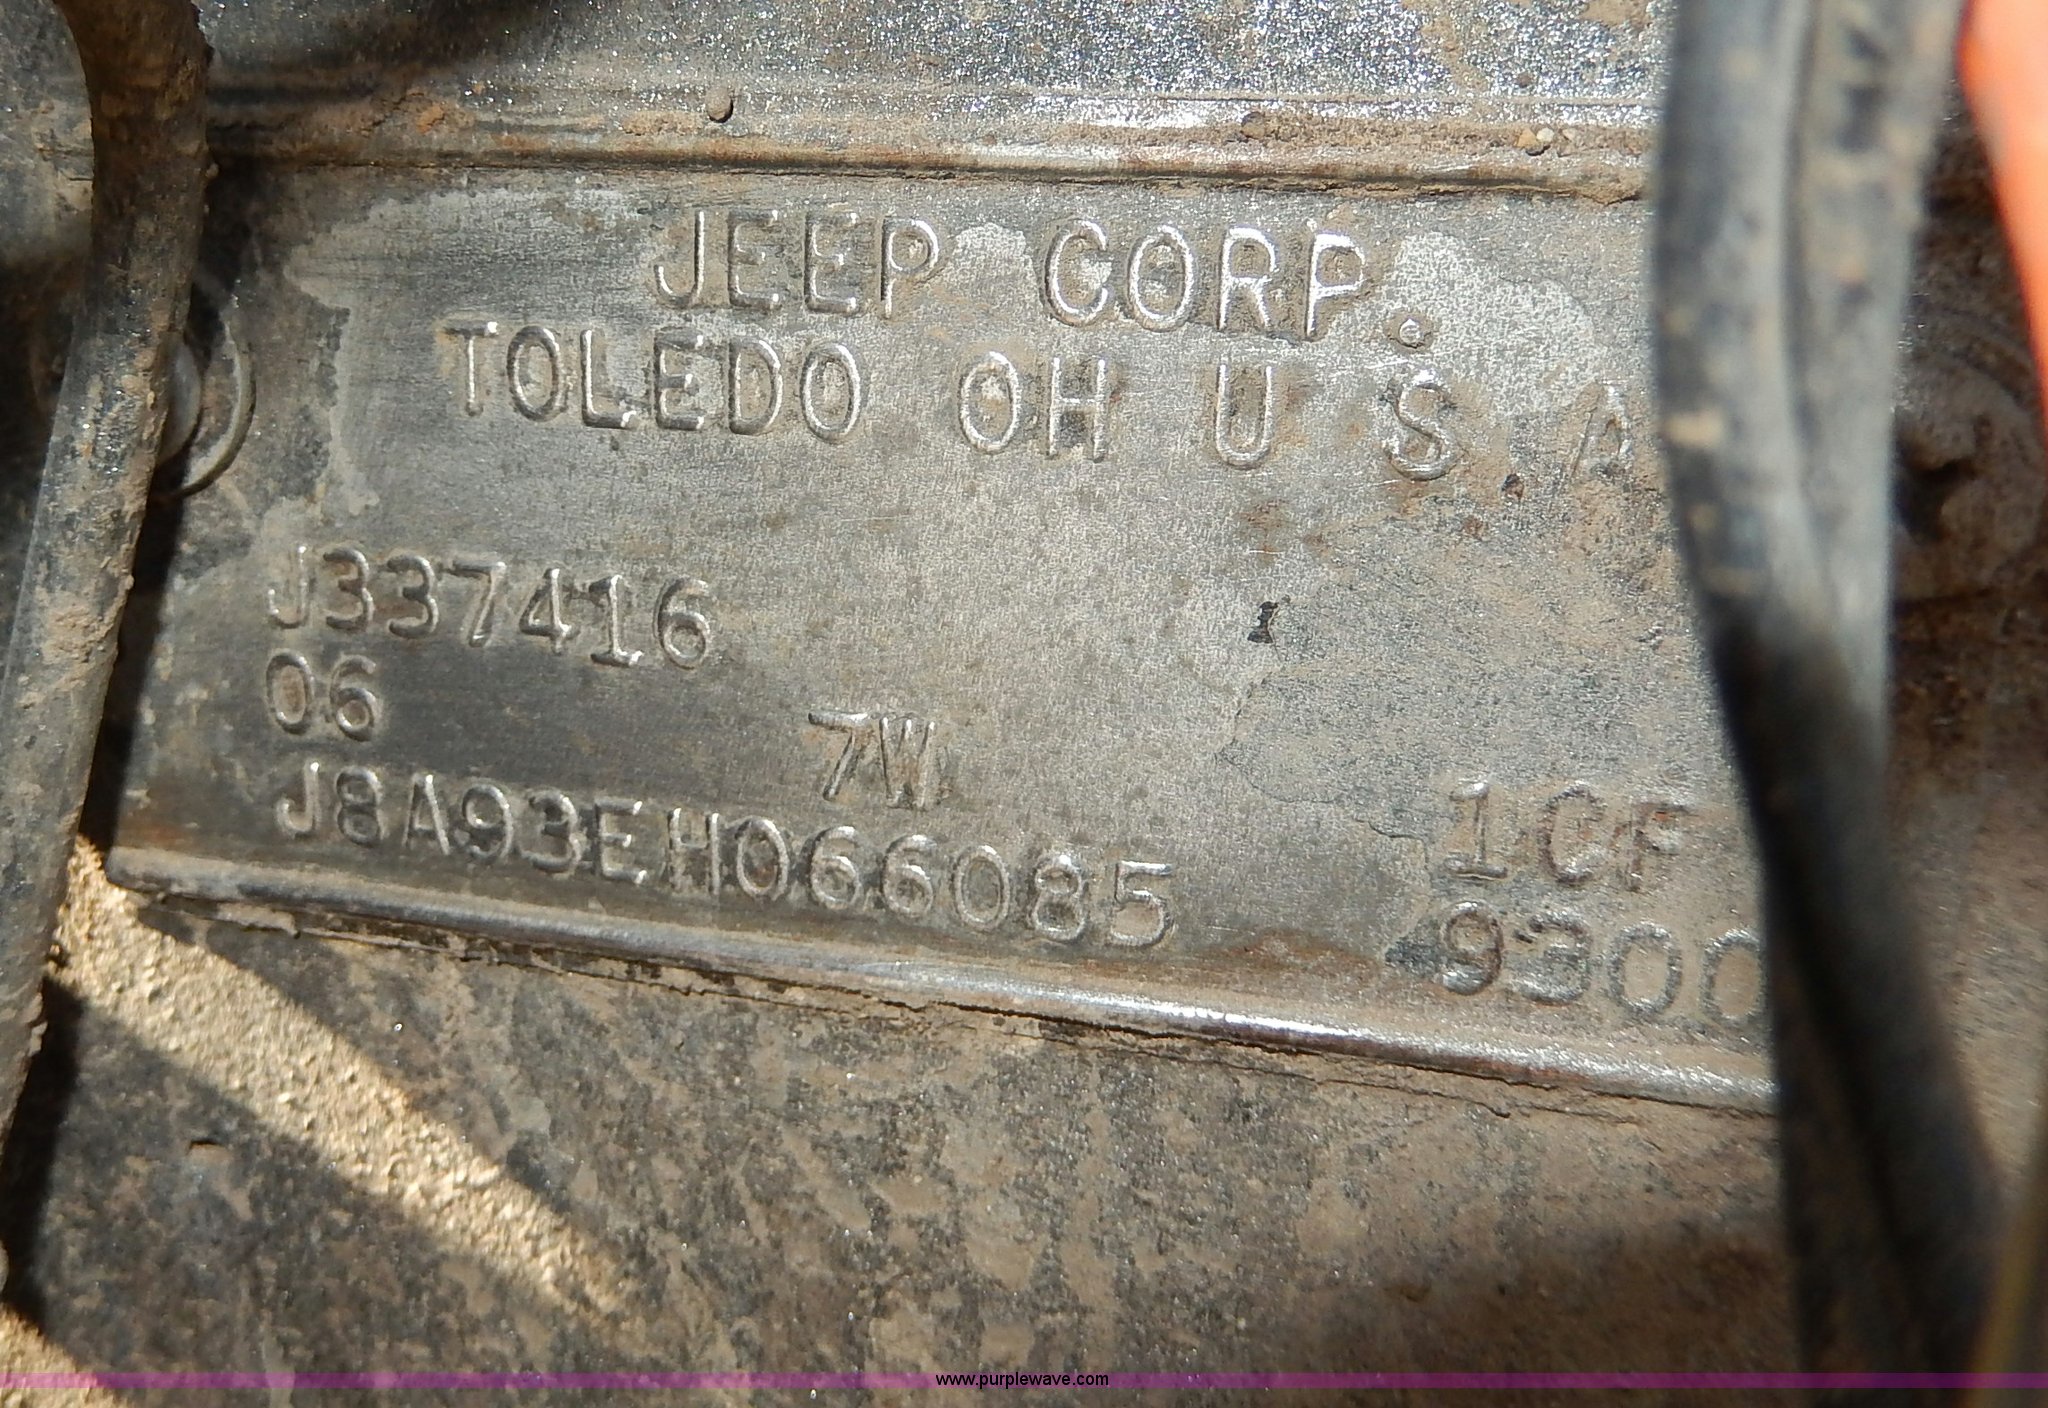 JEEP CORP.
TOLEDO OH U S.A
J337416
06 7W 1CF
J8A93EH066085 9300
www.purplewave.com